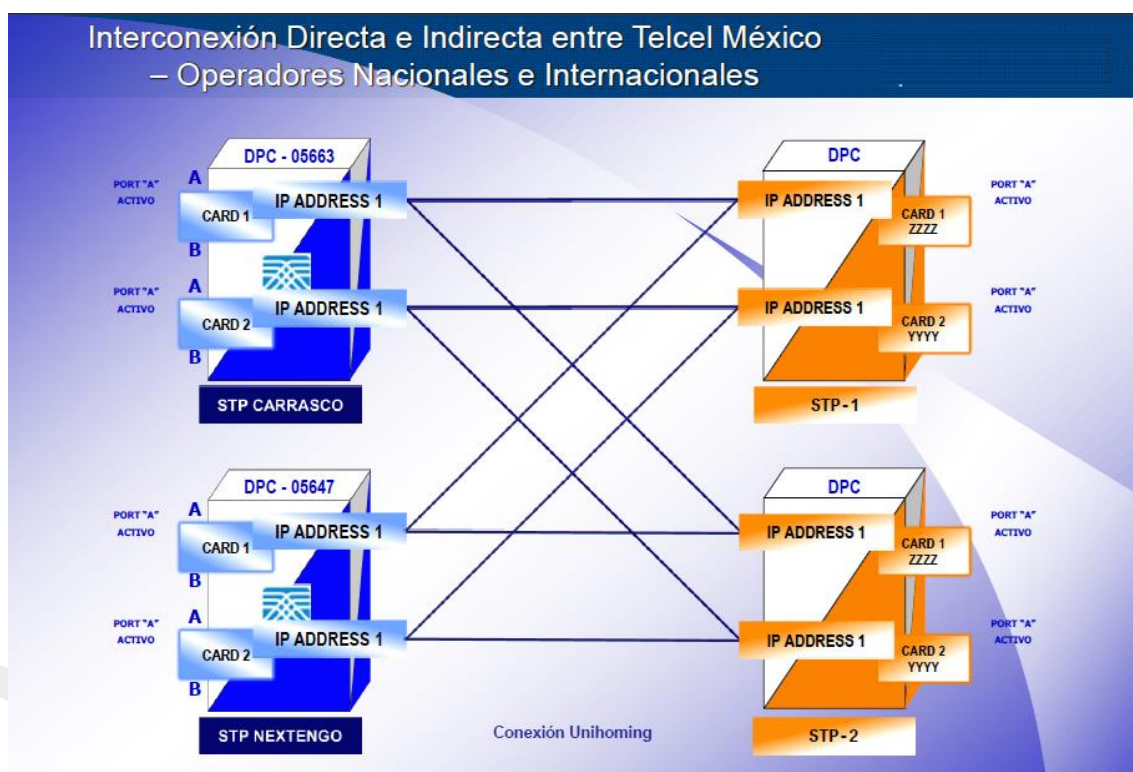 Interconexión Directa e Indirecta entre Telcel México
– Operadores Nacionales e Internacionales
DPC - 05663
PORT "A"
ACTIVO
A
CARD 1
IP ADDRESS 1
B
PORT "A"
ACTIVO
A
CARD 2
IP ADDRESS 1
B
STP CARRASCO
DPC
IP ADDRESS 1
CARD 1
ZZZZ
PORT "A"
ACTIVO
IP ADDRESS 1
CARD 2
YYYY
PORT "A"
ACTIVO
STP-1
DPC - 05647
PORT "A"
ACTIVO
A
CARD 1
IP ADDRESS 1
B
PORT "A"
ACTIVO
A
CARD 2
IP ADDRESS 1
B
STP NEXTENGO
DPC
IP ADDRESS 1
CARD 1
ZZZZ
PORT "A"
ACTIVO
IP ADDRESS 1
CARD 2
YYYY
PORT "A"
ACTIVO
STP-2
Conexión Unihoming